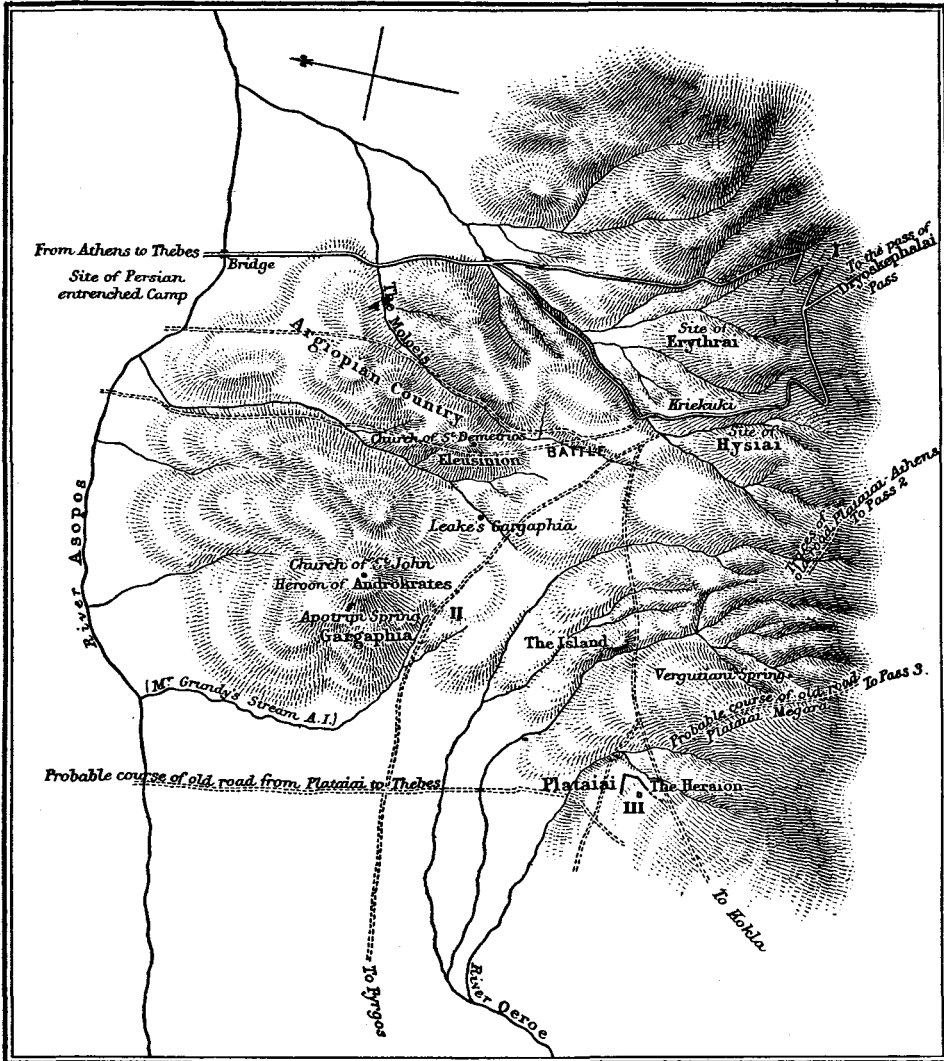 From Athens to Thebes
Bridge
Site of Persian
entrenched Camp
I
To the pass of
Dryoskephalai
Pass
The Moloeis
Argiopian Country
Site of
Erythrai
Kriekuki
Church of St. Demetrios
Eleusinion
BATTLE
Site of
Hysiai
River Asopos
Leake's Gargaphia
To Pass 2
Church of St. John
Heroon of Androkrates
Apotripi Spring
Gargaphia
II
The Island
Vergutiani Spring
(Mr. Grundy's Stream A.I.)
Probable course of old road To Pass 3.
Plataiai Megara
Probable course of old road from Plataiai to Thebes
Plataiai
The Heraion
III
To Kokla
To Pyrgos
River Oeroe